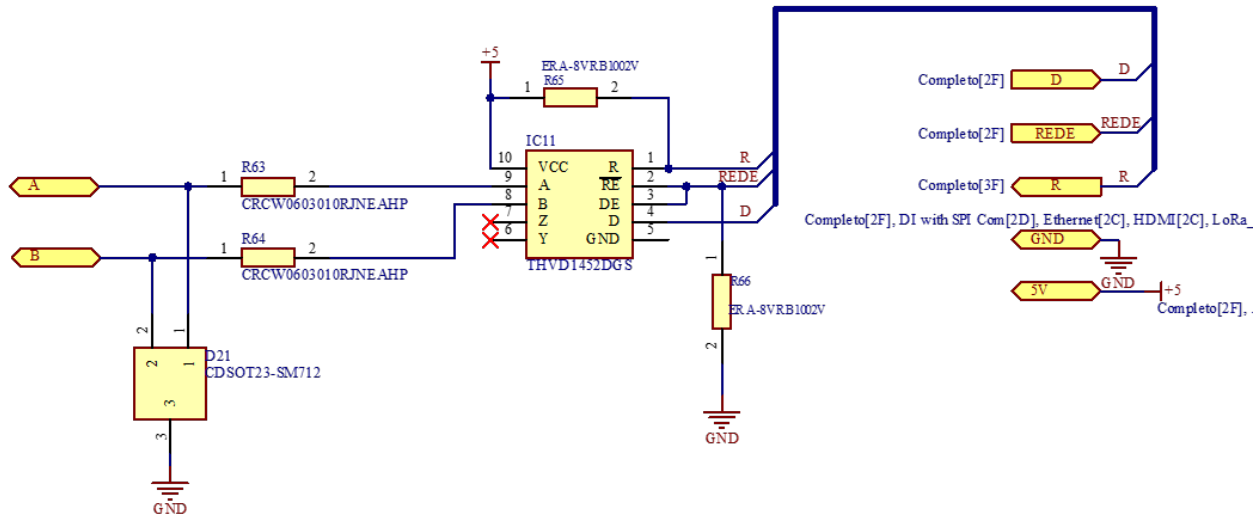 +5
ERA-8VRB1002V
R65
1
2
IC11
10
VCC
R
1
9
A
RE
2
8
B
DE
3
7
Z
D
4
6
Y
GND
5
THVD1452DGS
R
REDE
D
A
R63
1
2
CRCW0603010RJNEAHP
B
R64
1
2
CRCW0603010RJNEAHP
2
1
2
1
3
3
D21
CDSOT23-SM712
GND
1
R66
ERA-8VRB1002V
2
GND
Completo[2F]
D
D
Completo[2F]
REDE
REDE
Completo[3F]
R
R
Completo[2F], DI with SPI Com[2D], Ethernet[2C], HDMI[2C], LoRa_
GND
GND
5V
+5
Completo[2F], .